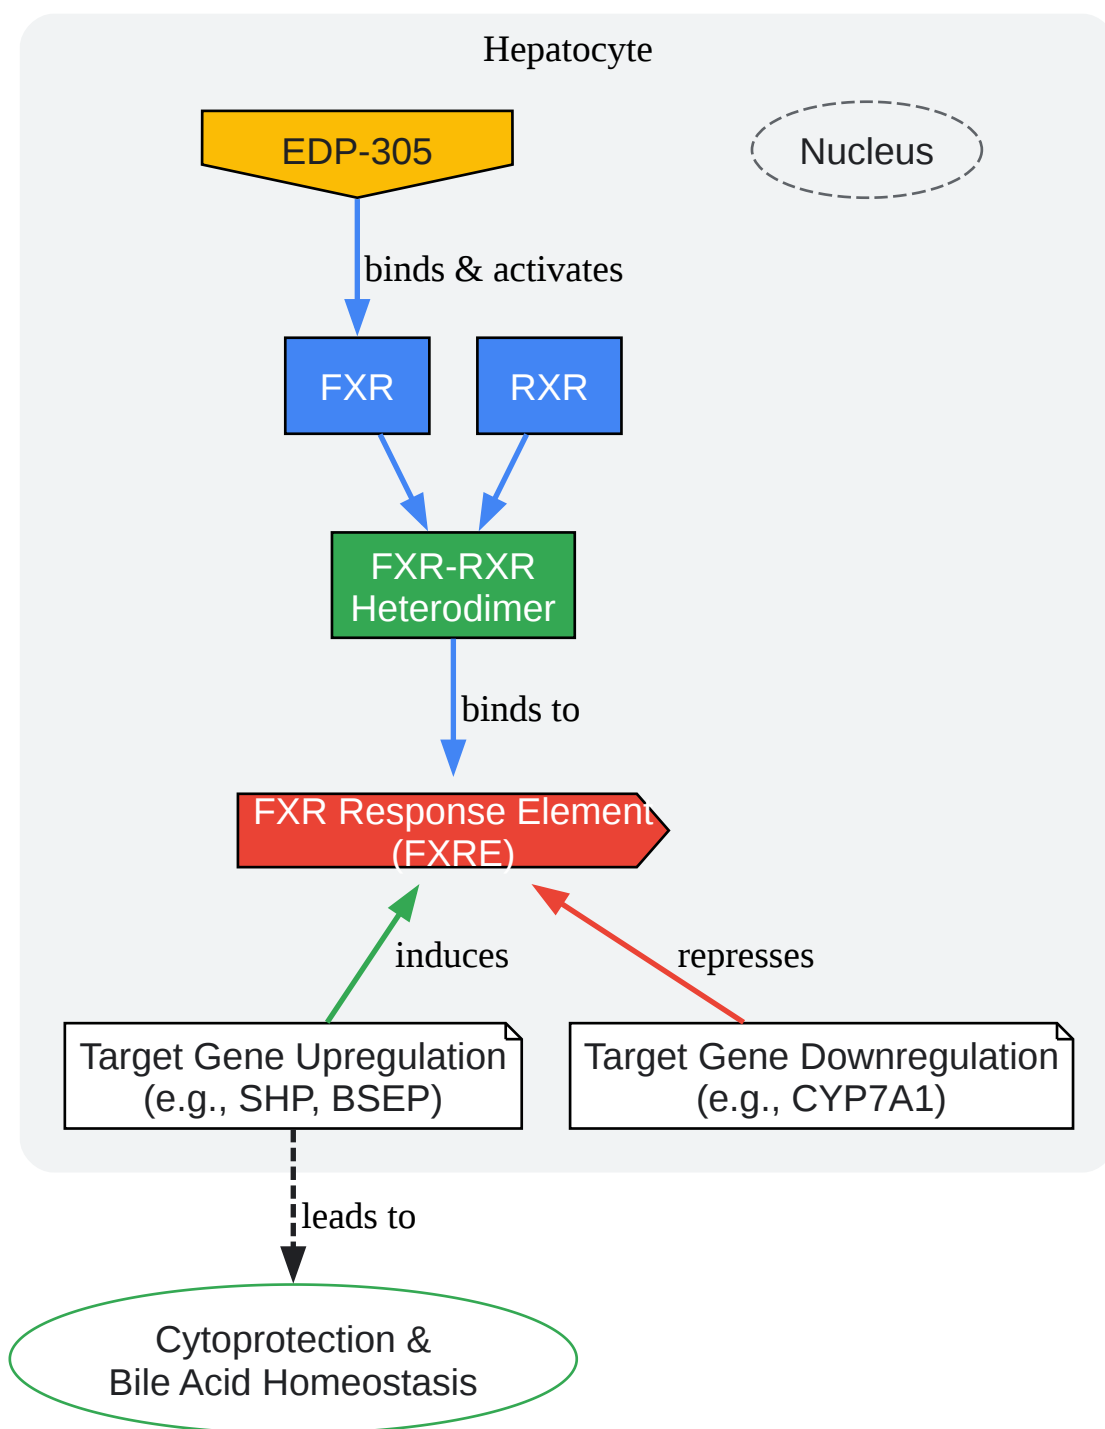 Hepatocyte
EDP-305
Nucleus
binds & activates
FXR
RXR
FXR-RXR
Heterodimer
binds to
FXR Response Element
(FXRE)
induces
represses
Target Gene Upregulation
(e.g., SHP, BSEP)
Target Gene Downregulation
(e.g., CYP7A1)
leads to
Cytoprotection &
Bile Acid Homeostasis